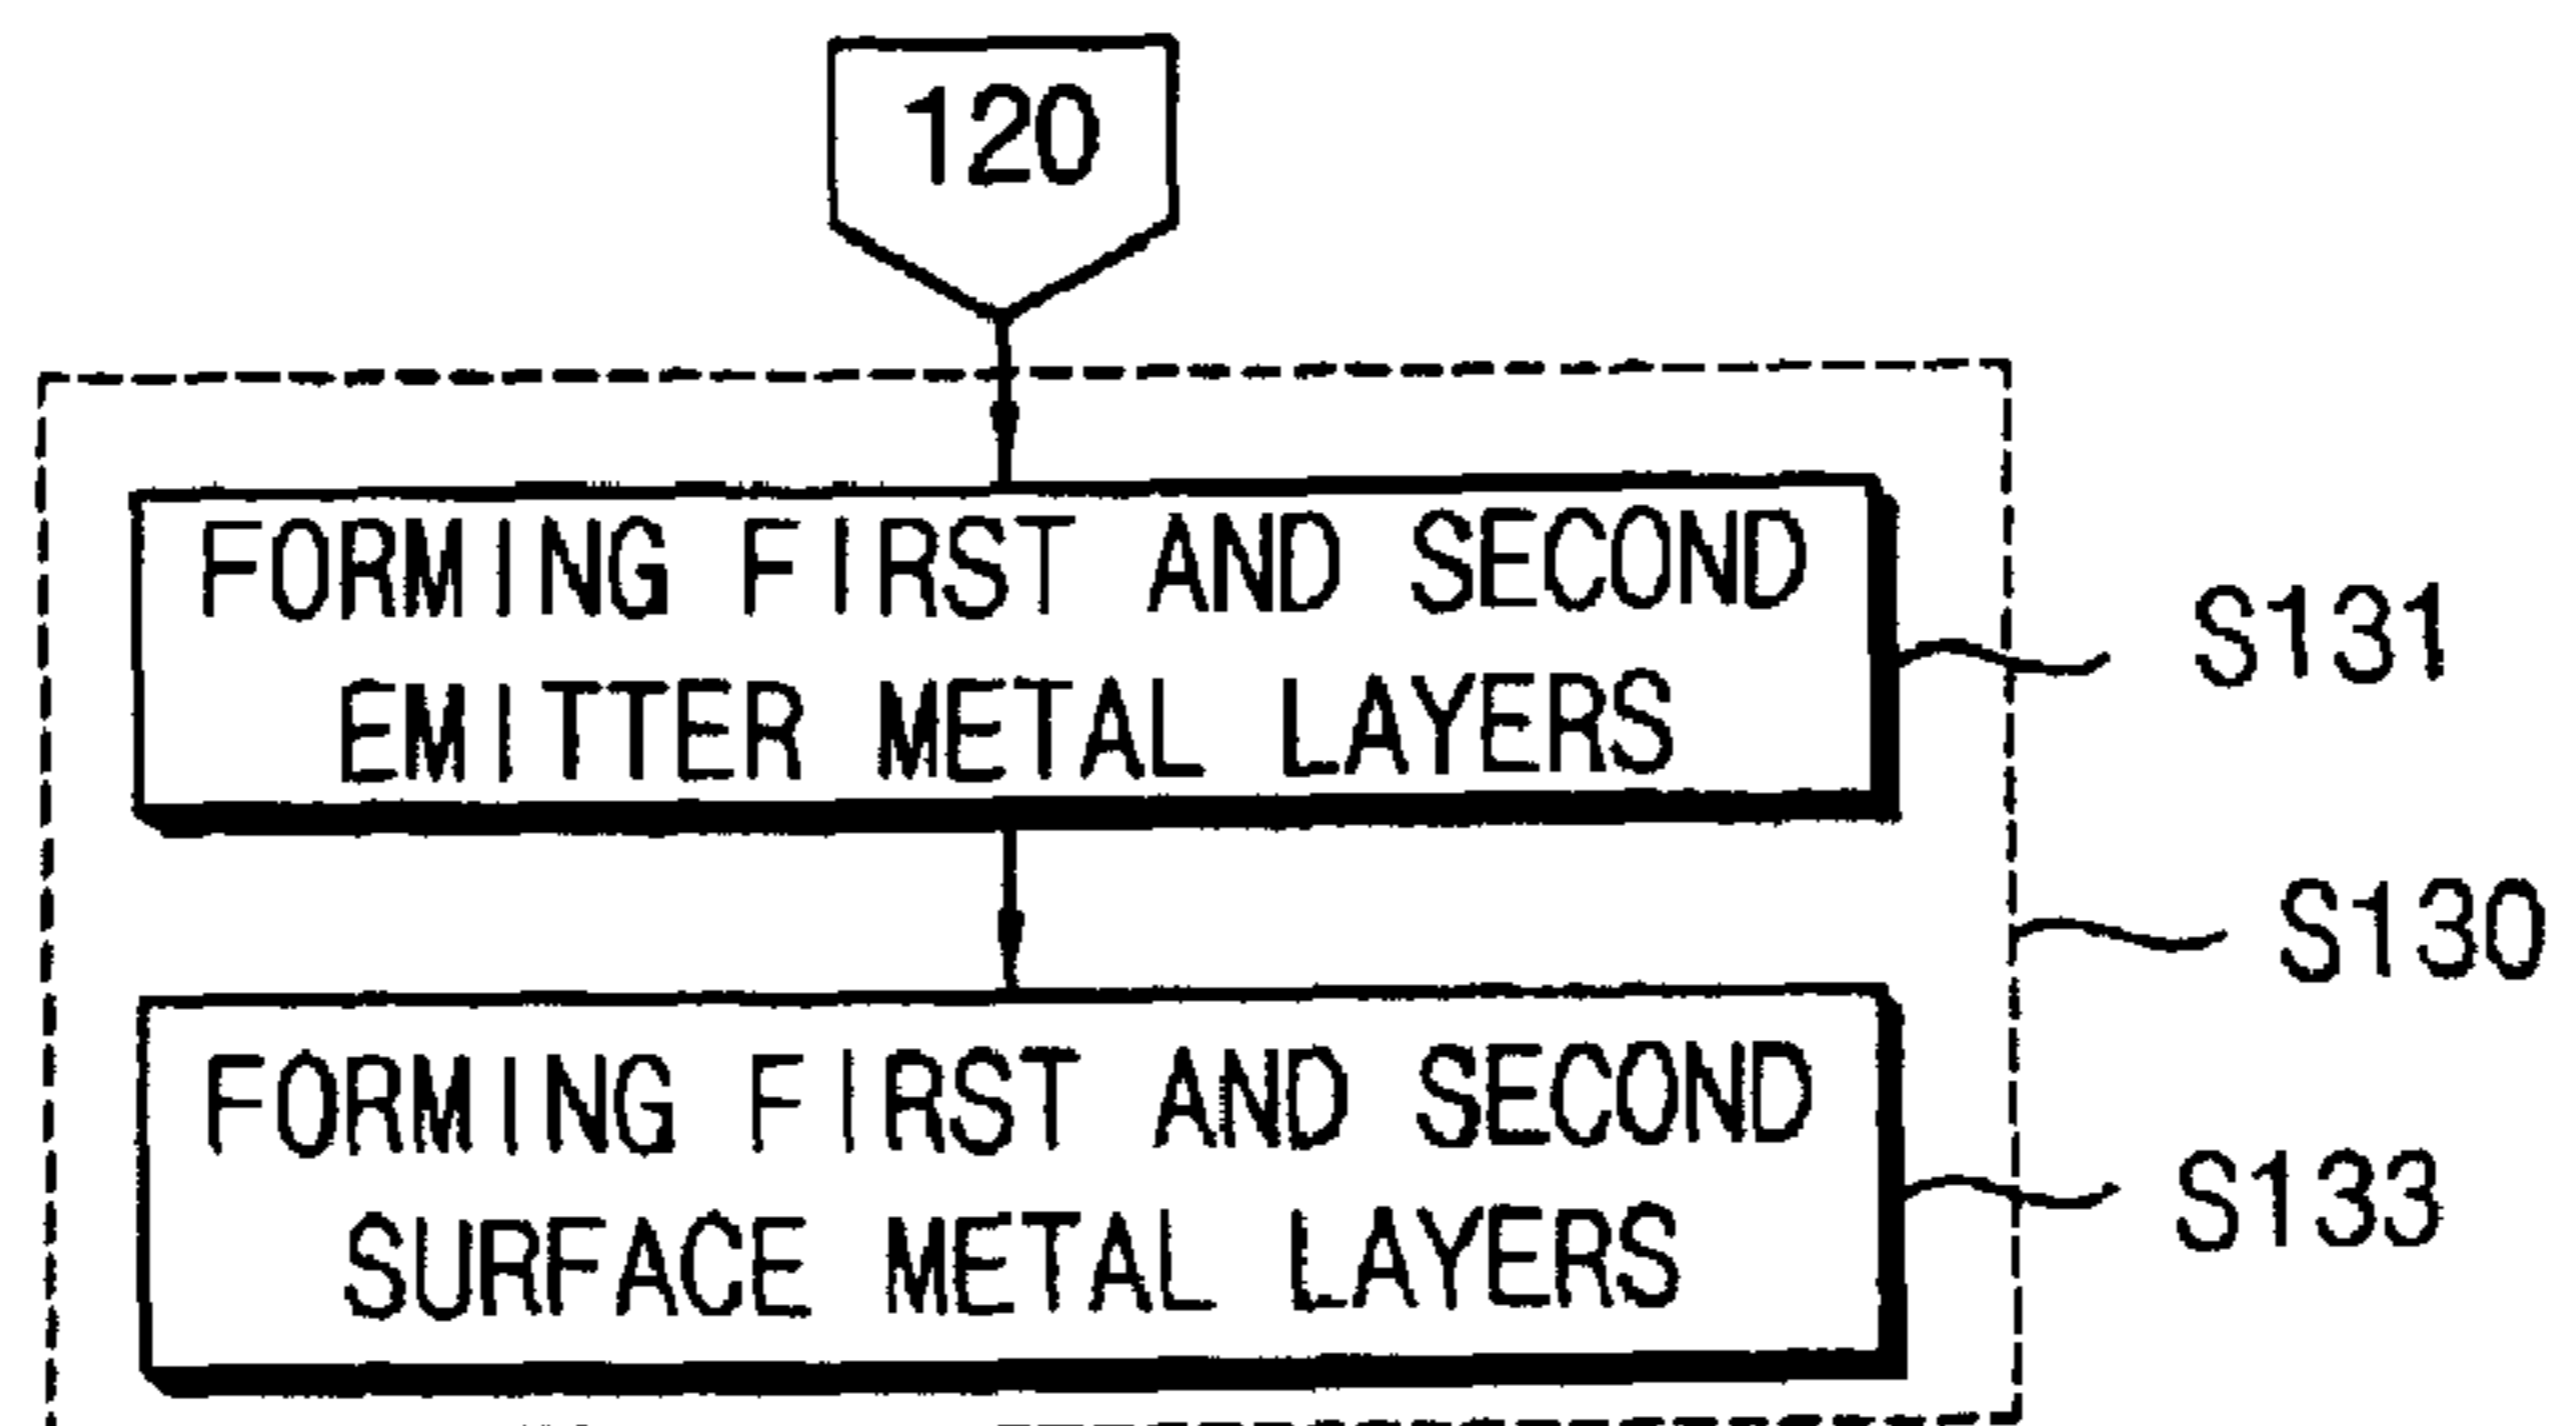 120
FORMING FIRST AND SECOND
EMITTER METAL LAYERS
S131
S130
FORMING FIRST AND SECOND
SURFACE METAL LAYERS
S133